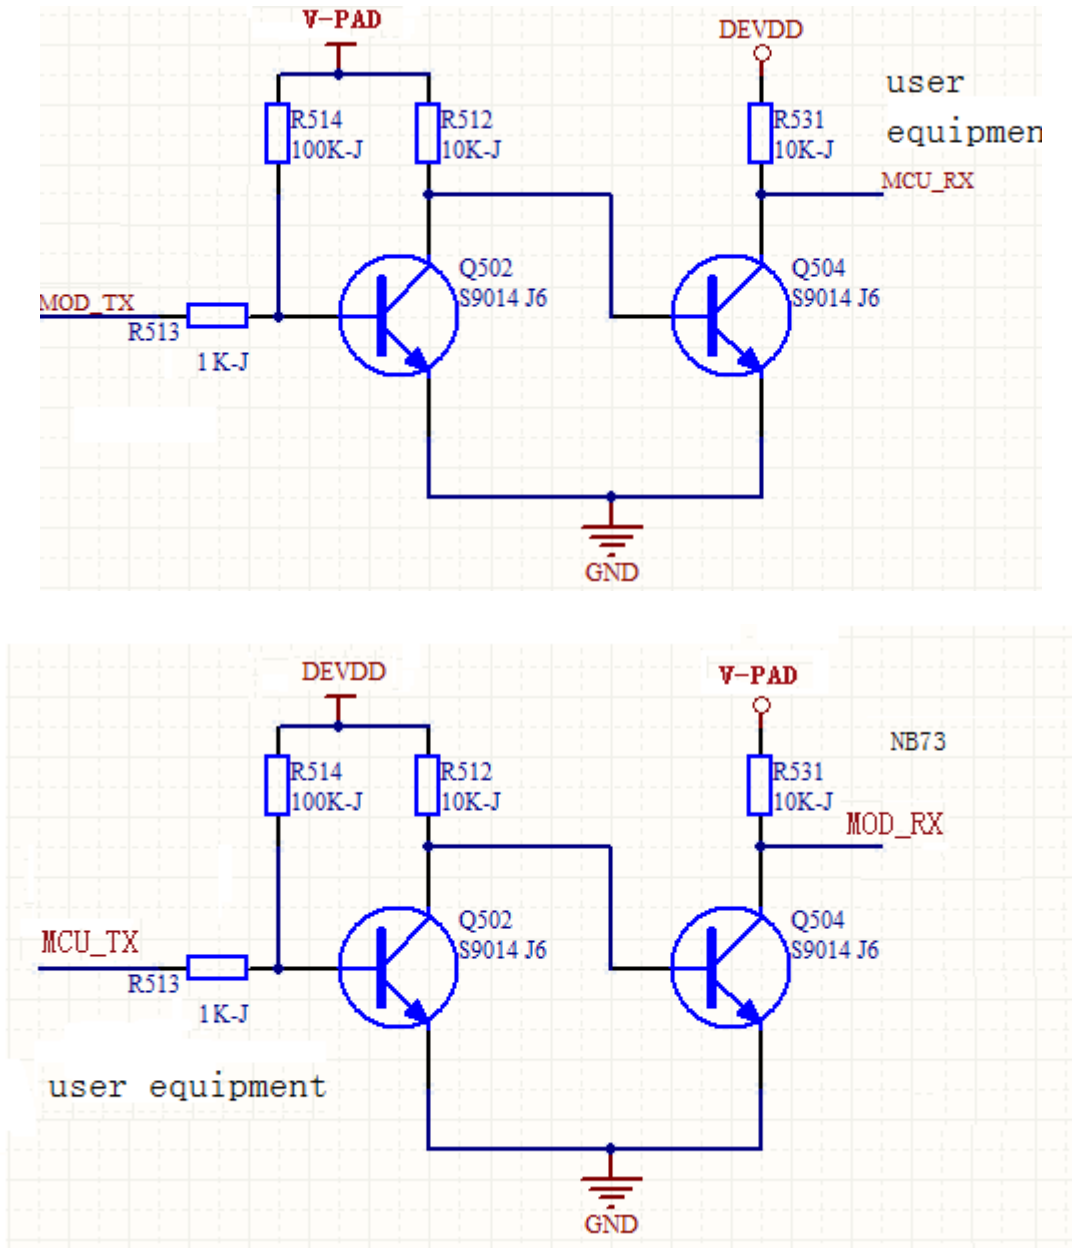 V-PAD
DEVDD
user
equipmen
R514
100K-J
R512
10K-J
R531
10K-J
MCU_RX
Q502
S9014 J6
Q504
S9014 J6
MOD_TX
R513
1K-J
GND
DEVDD
V-PAD
NB73
R514
100K-J
R512
10K-J
R531
10K-J
MOD_RX
Q502
S9014 J6
Q504
S9014 J6
MCU_TX
R513
1K-J
user equipment
GND